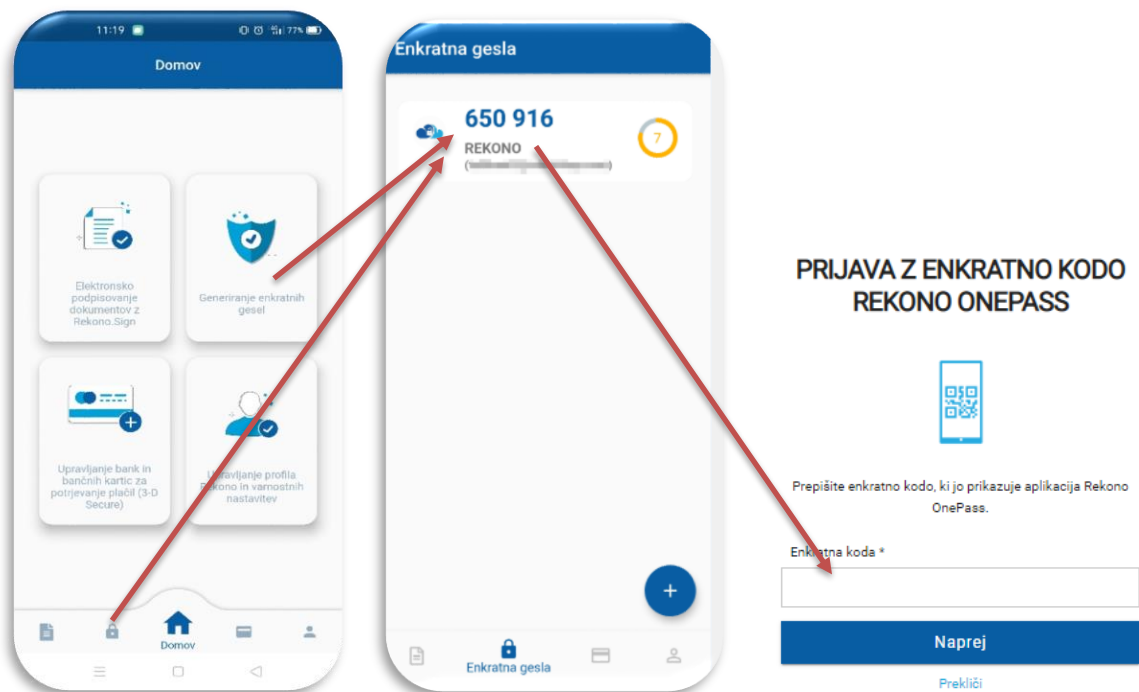 11:19
77%
Domov
Elektronsko
podpisovanje
dokumentov z
Rekono.Sign
Generiranje enkratnih
gesel
Upravljanje bank in
bančnih kartic za
potrjevanje plačil (3-D
Secure)
Upravljanje profila
Rekono in varnostnih
nastavitev
Domov
Enkratna gesla
650 916
7
REKONO
Enkratna gesla
PRIJAVA Z ENKRATNO KODO
REKONO ONEPASS
Prepišite enkratno kodo, ki jo prikazuje aplikacija Rekono
OnePass.
Enkratna koda *
Naprej
Prekliči